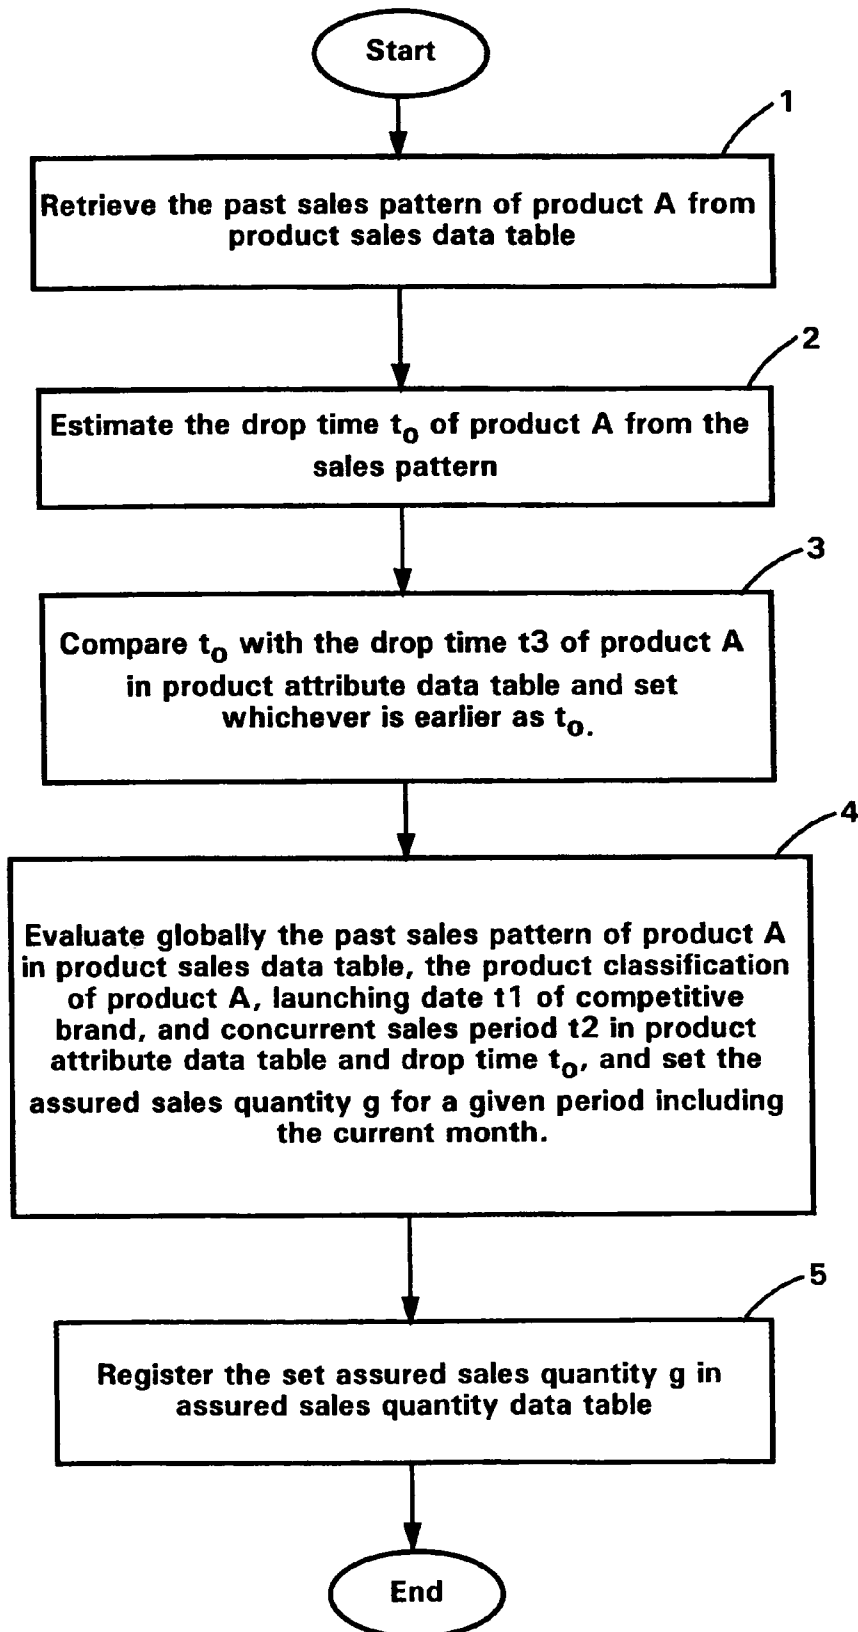 Start
1
Retrieve the past sales pattern of product A from
product sales data table
2
Estimate the drop time t₀ of product A from the
sales pattern
3
Compare t₀ with the drop time t3 of product A
in product attribute data table and set
whichever is earlier as t₀.
4
Evaluate globally the past sales pattern of product A
in product sales data table, the product classification
of product A, launching date t1 of competitive
brand, and concurrent sales period t2 in product
attribute data table and drop time t₀, and set the
assured sales quantity g for a given period including
the current month.
5
Register the set assured sales quantity g in
assured sales quantity data table
End